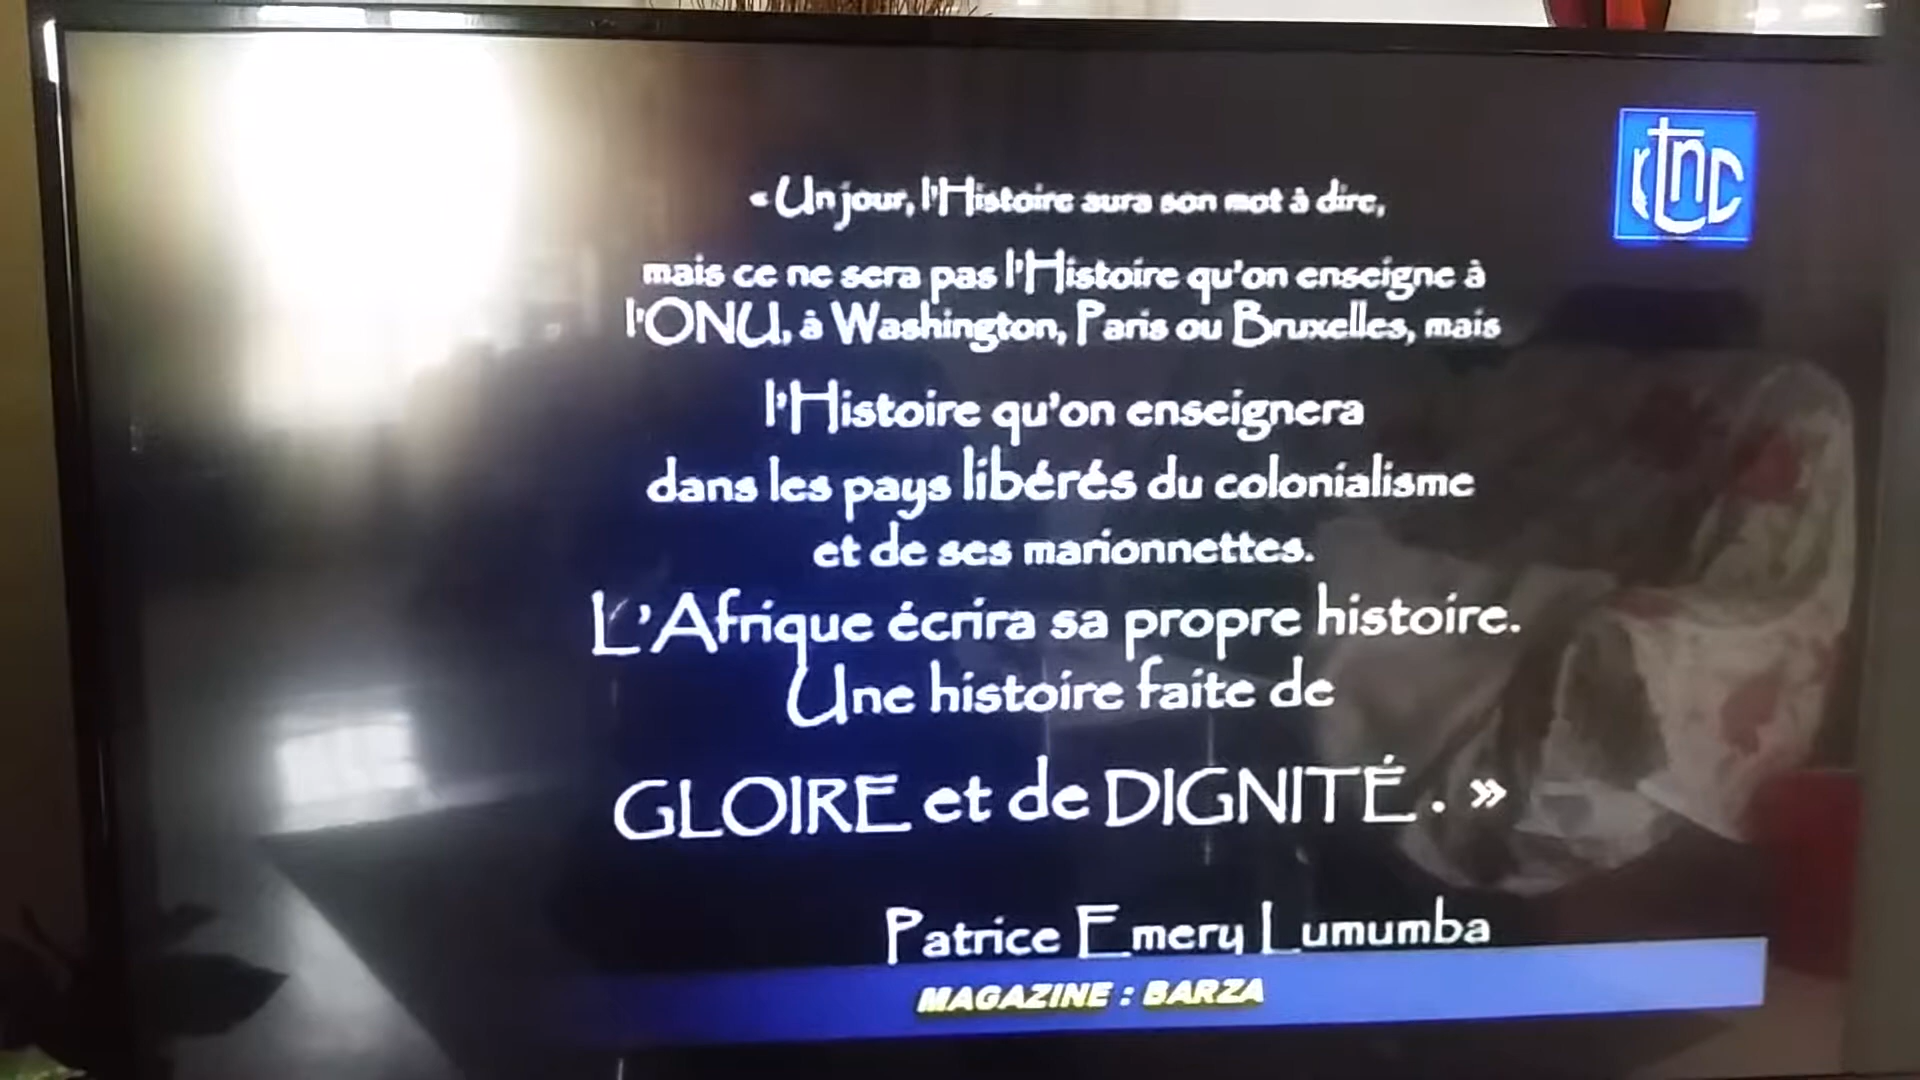 « Un jour, l'Histoire aura son mot à dire,
mais ce ne sera pas l'Histoire qu'on enseigne à
l'ONU, à Washington, Paris ou Bruxelles, mais
l'Histoire qu'on enseignera
dans les pays libérés du colonialisme
et de ses marionnettes.
L'Afrique écrira sa propre histoire.
Une histoire faite de
GLOIRE et de DIGNITÉ. »
Patrice Emery Lumumba
MAGAZINE : BARZA
rtnc